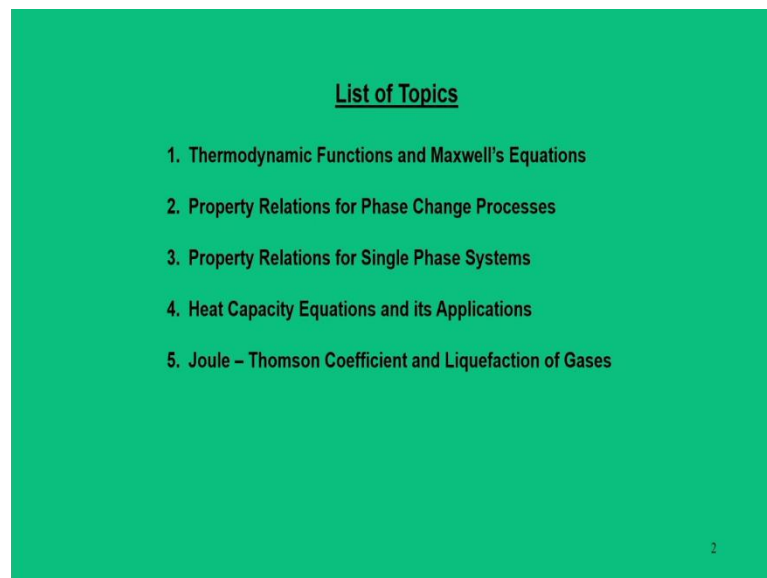 List of Topics
1. Thermodynamic Functions and Maxwell's Equations
2. Property Relations for Phase Change Processes
3. Property Relations for Single Phase Systems
4. Heat Capacity Equations and its Applications
5. Joule – Thomson Coefficient and Liquefaction of Gases
2